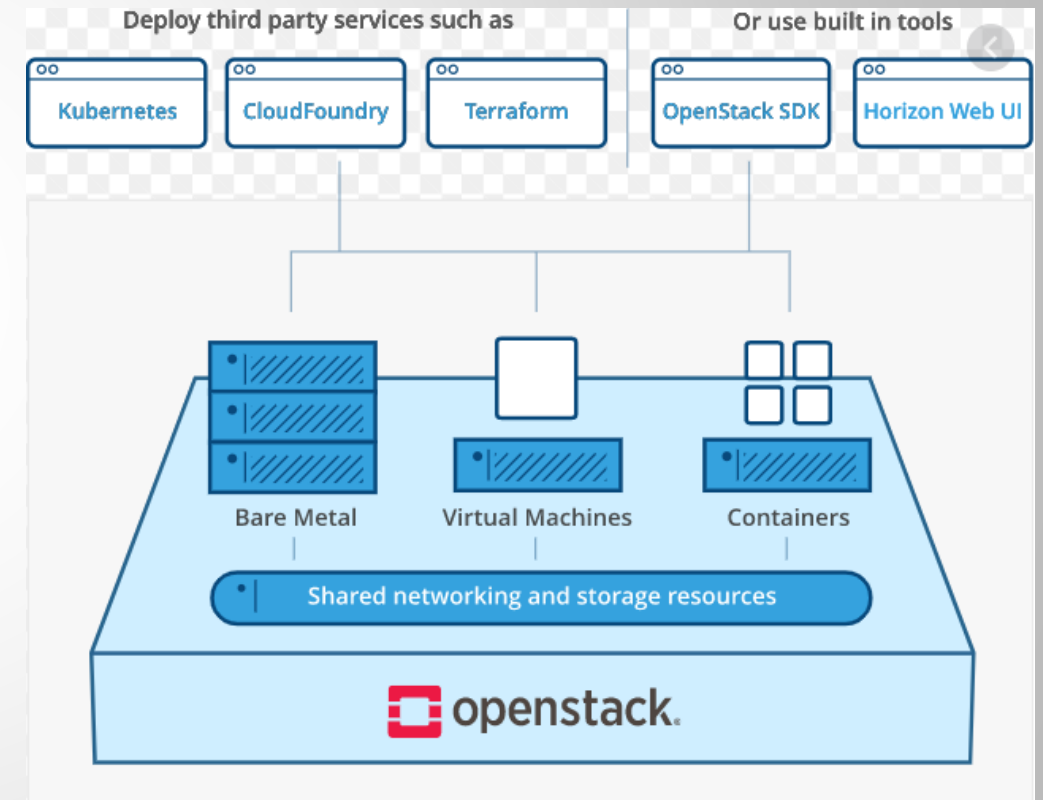 Deploy third party services such as
Or use built in tools
Kubernetes
CloudFoundry
Terraform
OpenStack SDK
Horizon Web UI
Bare Metal
Virtual Machines
Containers
Shared networking and storage resources
openstack.